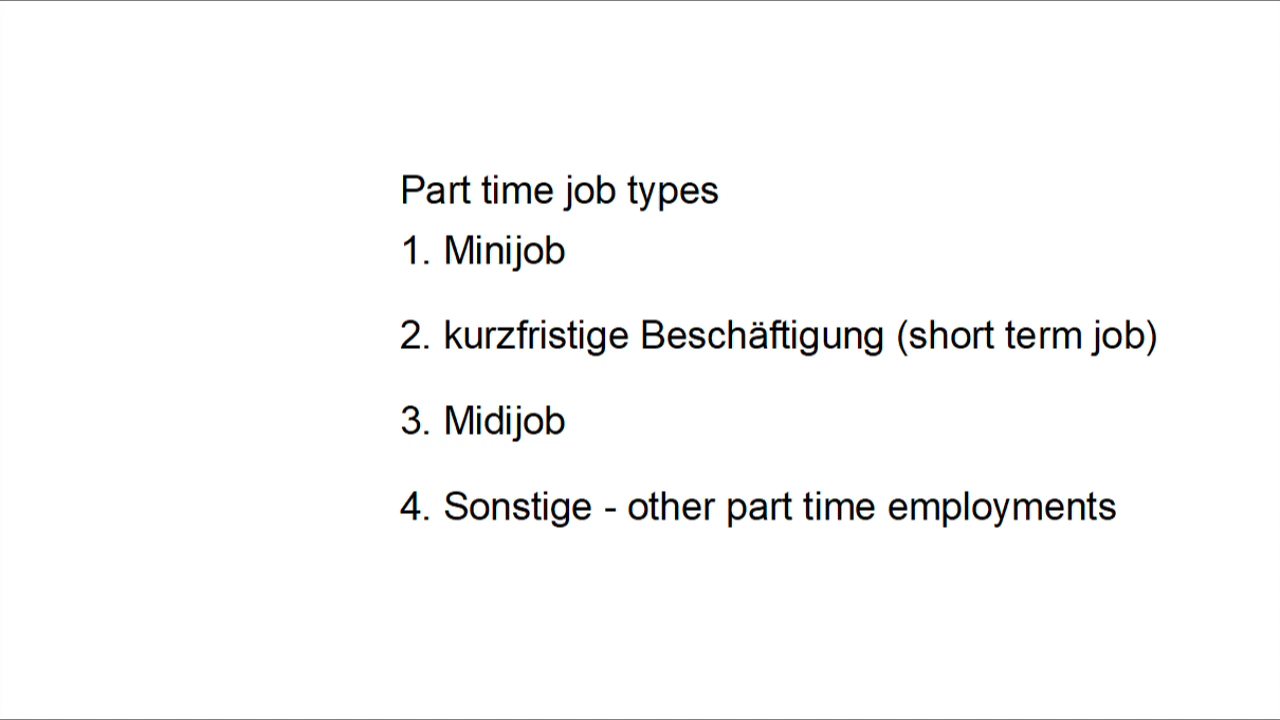 Part time job types
1. Minijob
2. kurzfristige Beschäftigung (short term job)
3. Midijob
4. Sonstige - other part time employments